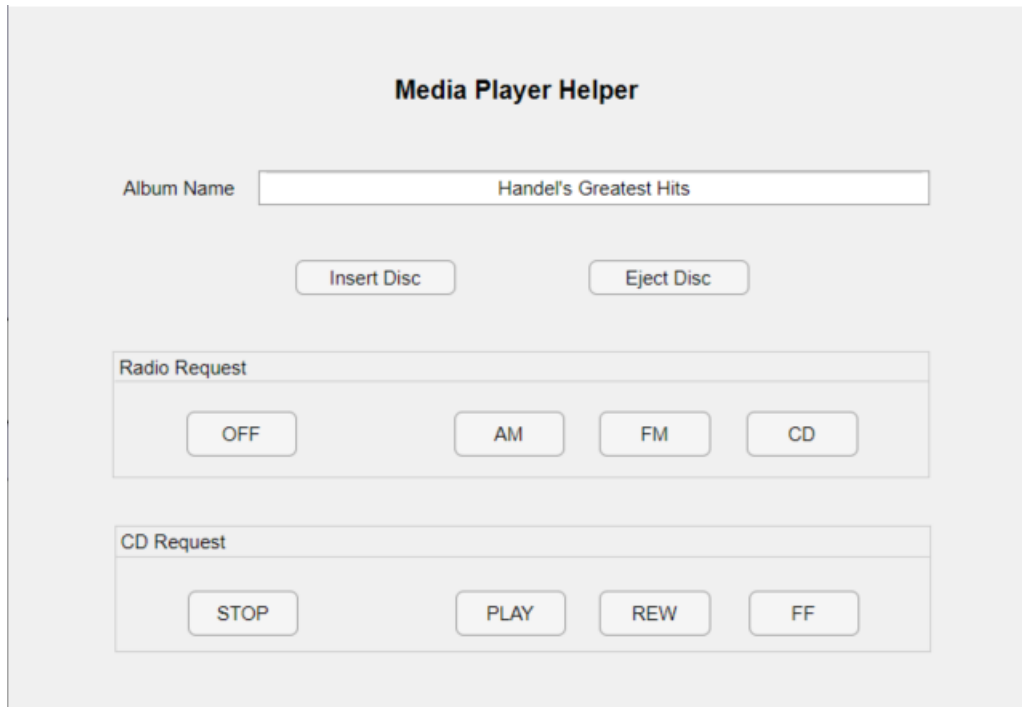 Media Player Helper
Album Name Handel's Greatest Hits
Insert Disc Eject Disc
Radio Request
OFF AM FM CD
CD Request
STOP PLAY REW FF